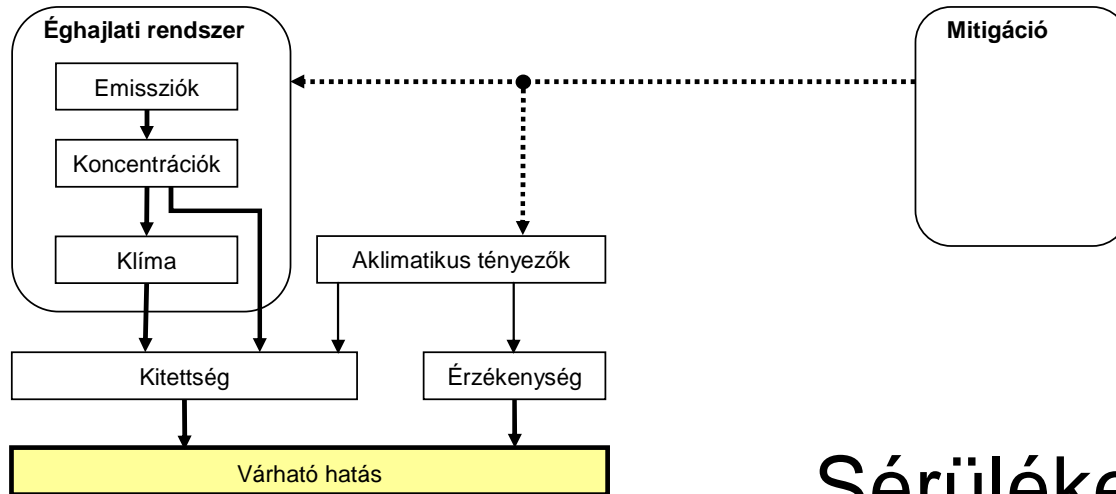 Éghajlati rendszer
Mitigáció
Emissziók
Koncentrációk
Klíma
Aklimatikus tényezők
Kitettség
Érzékenység
Várható hatás